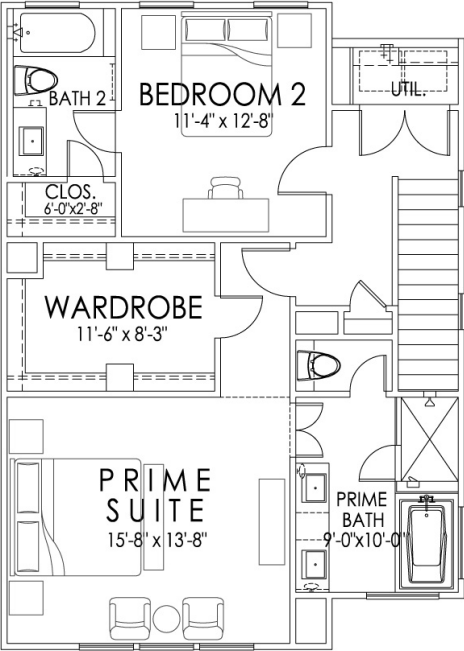 BATH 2
BEDROOM 2
11'-4" x 12'-8"
UTIL.
CLOS.
6'-0"x2'-8"
WARDROBE
11'-6" x 8'-3"
PRIME
SUITE
15'-8" x 13'-8"
PRIME
BATH
9'-0"x10'-0"